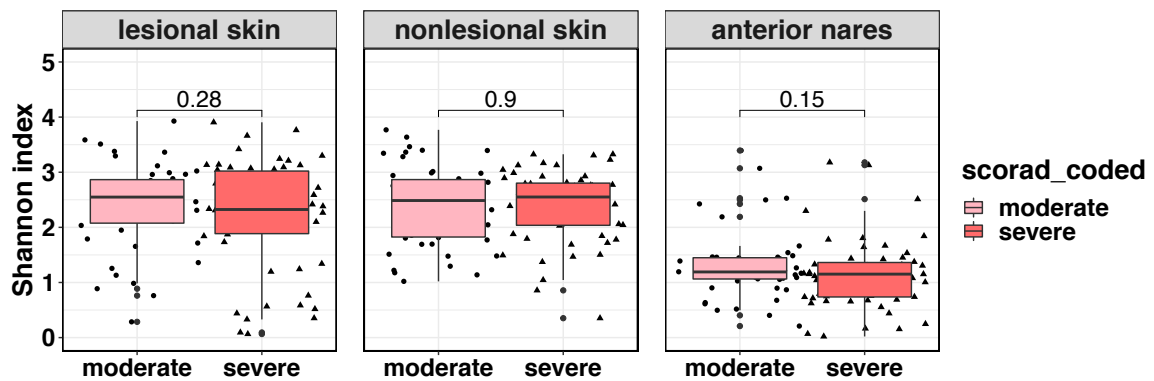 lesional skin nonlesional skin anterior nares
Shannon index
5
4
3
2
1
0
0.28 0.9 0.15
moderate severe moderate severe moderate severe
scorad_coded
moderate
severe